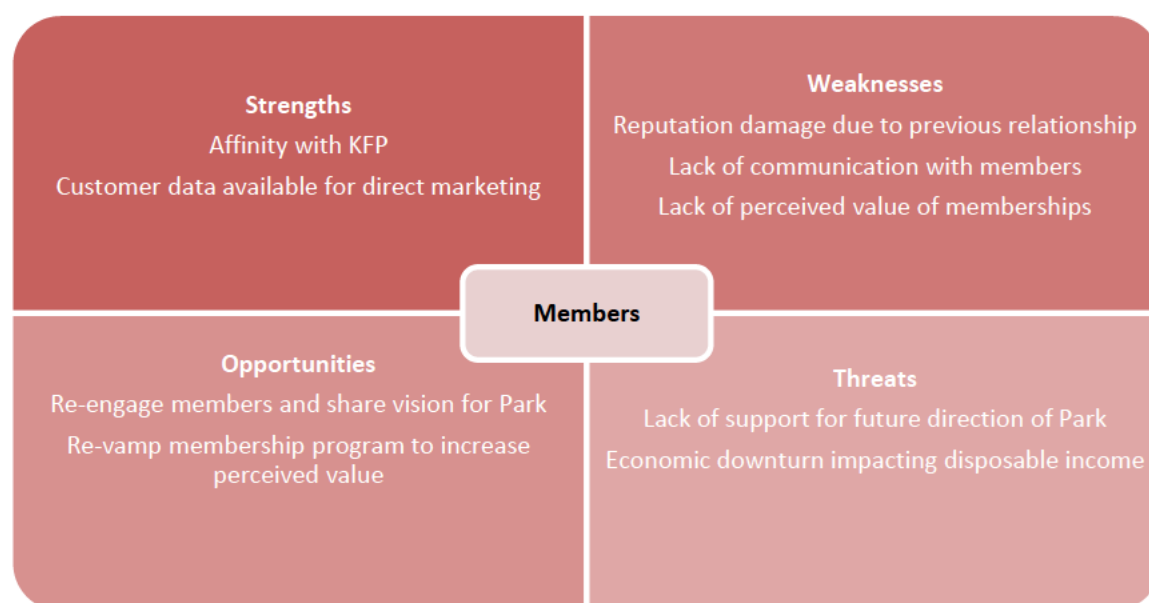 Strengths
Affinity with KFP
Customer data available for direct marketing
Weaknesses
Reputation damage due to previous relationship
Lack of communication with members
Lack of perceived value of memberships
Members
Opportunities
Re-engage members and share vision for Park
Re-vamp membership program to increase
perceived value
Threats
Lack of support for future direction of Park
Economic downturn impacting disposable income